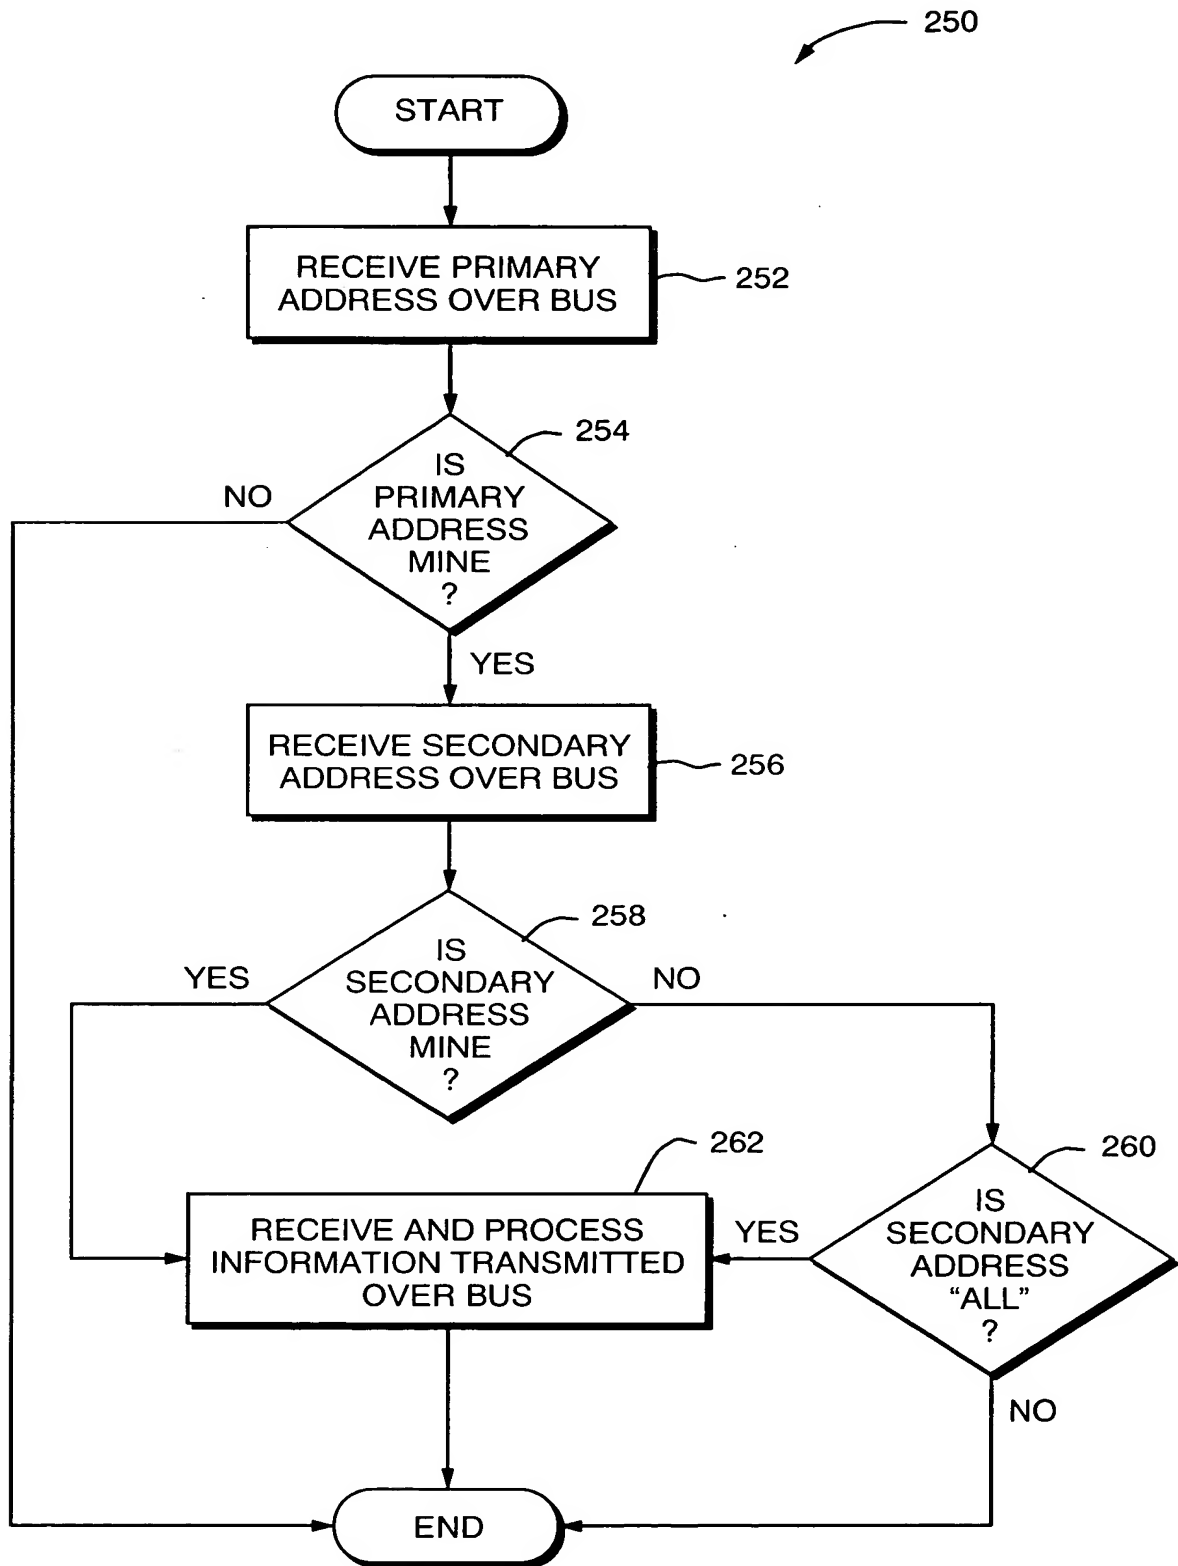 250
START
RECEIVE PRIMARY
ADDRESS OVER BUS
252
254
IS
PRIMARY
ADDRESS
MINE
?
NO
YES
RECEIVE SECONDARY
ADDRESS OVER BUS
256
258
IS
SECONDARY
ADDRESS
MINE
?
YES
NO
262
RECEIVE AND PROCESS
INFORMATION TRANSMITTED
OVER BUS
260
IS
SECONDARY
ADDRESS
“ALL”
?
YES
NO
END